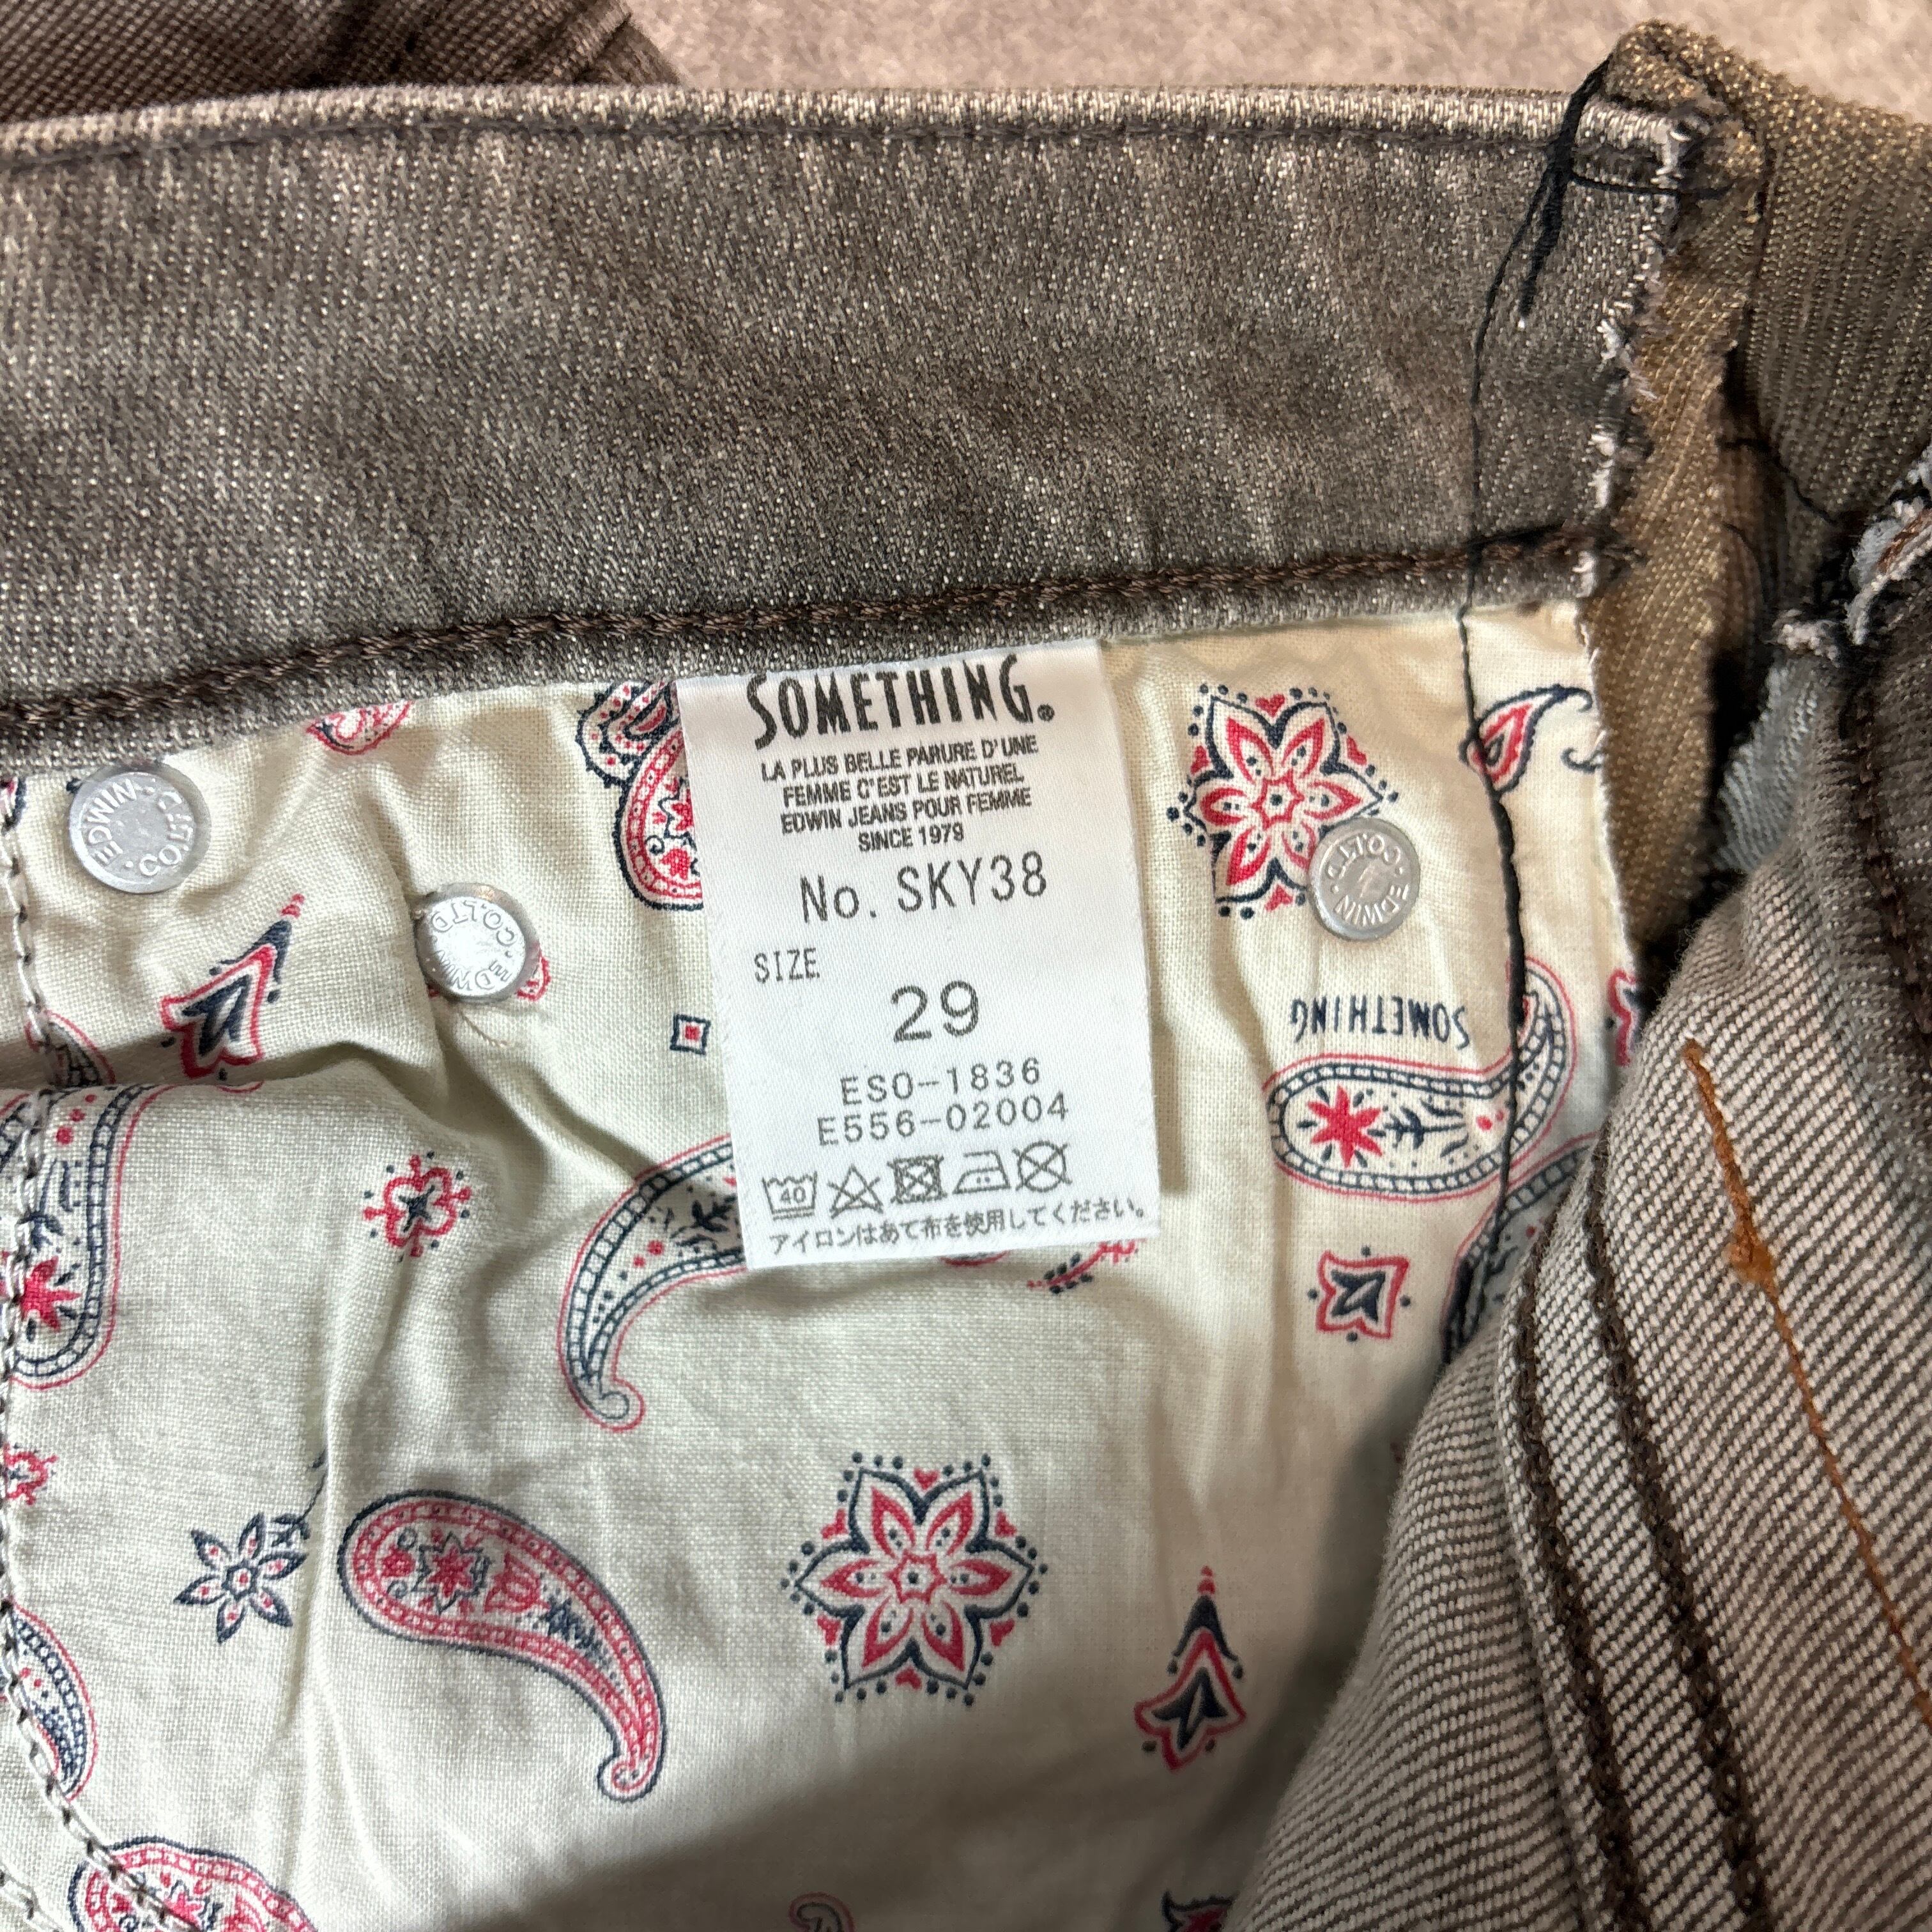 SOMETHING®
LA PLUS BELLE PARURE D'UNE
FEMME C'EST LE NATUREL
EDWIN JEANS POUR FEMME
SINCE 1979
No. SKY38
SIZE
29
ESO-1836
E556-02004
40
アイロンはあて布を使用してください。
EDWIN CO.LTD.
EDWIN CO.LTD.
EDWIN CO.LTD.
SOMETHING